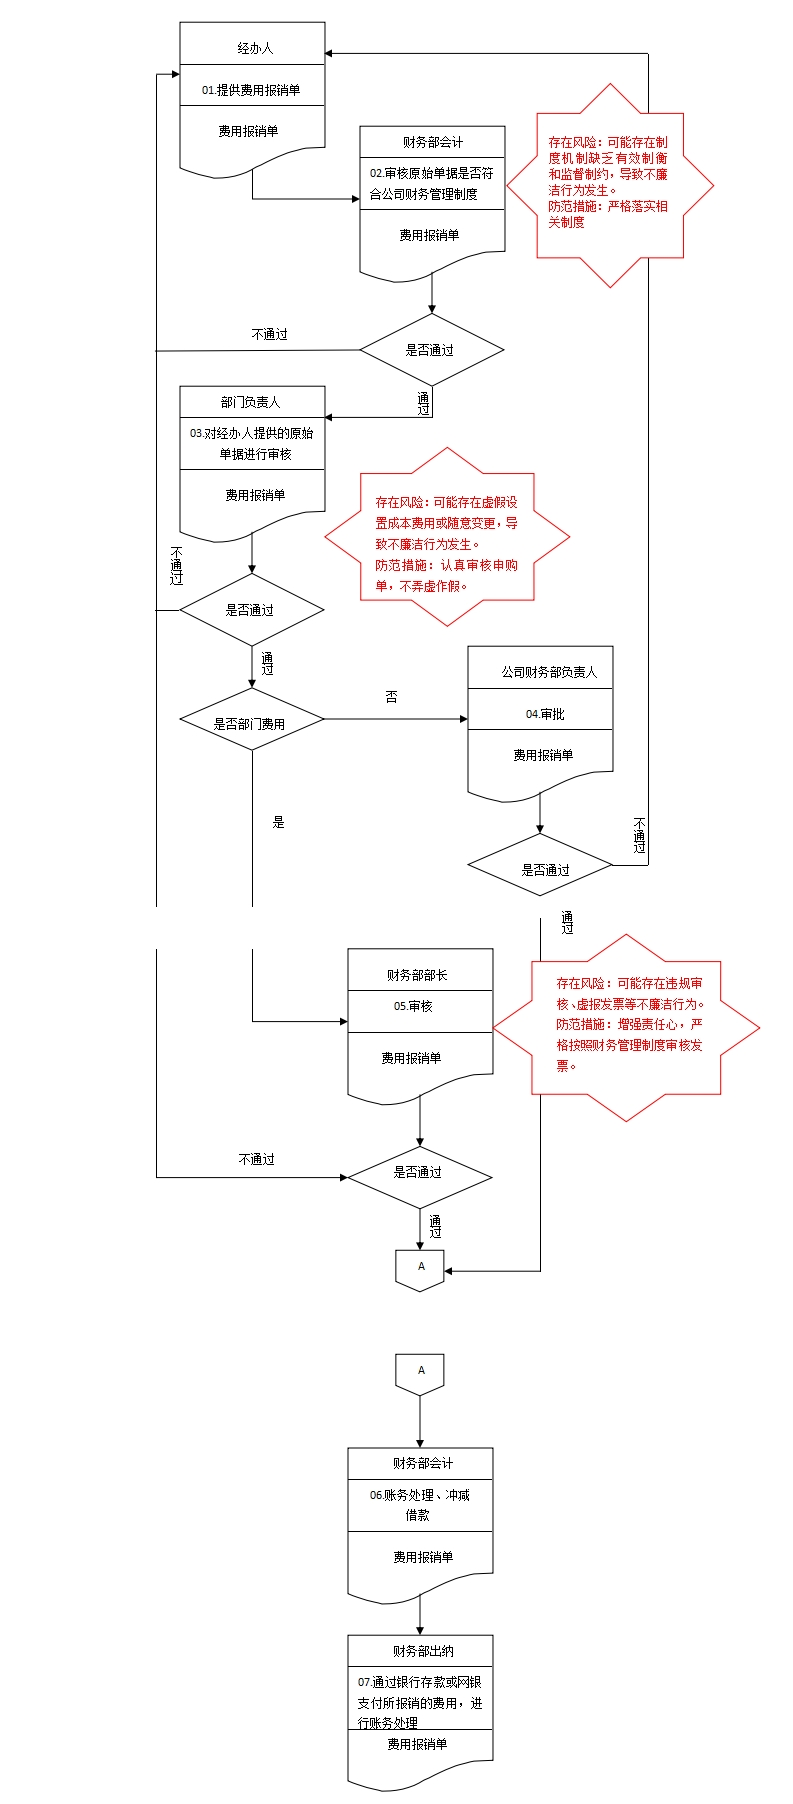 经办人
01.提供费用报销单
费用报销单
财务部会计
02.审核原始单据是否符
合公司财务管理制度
费用报销单
存在风险：可能存在制
度机制缺乏有效制衡
和监督制约，导致不廉
洁行为发生。
防范措施：严格落实相
关制度
不通过
是否通过
通过
部门负责人
03.对经办人提供的原始
单据进行审核
费用报销单
存在风险：可能存在虚假设
置成本费用或随意变更，导
致不廉洁行为发生。
防范措施：认真审核申购
单，不弄虚作假。
不通过
是否通过
通过
公司财务部负责人
04.审批
费用报销单
否
是否部门费用
是
不通过
是否通过
通过
财务部部长
05.审核
费用报销单
存在风险：可能存在违规审
核、虚报发票等不廉洁行为。
防范措施：增强责任心，严
格按照财务管理制度审核发
票。
不通过
是否通过
通过
A
A
财务部会计
06.账务处理、冲减
借款
费用报销单
财务部出纳
07.通过银行存款或网银
支付所报销的费用，进
行账务处理
费用报销单